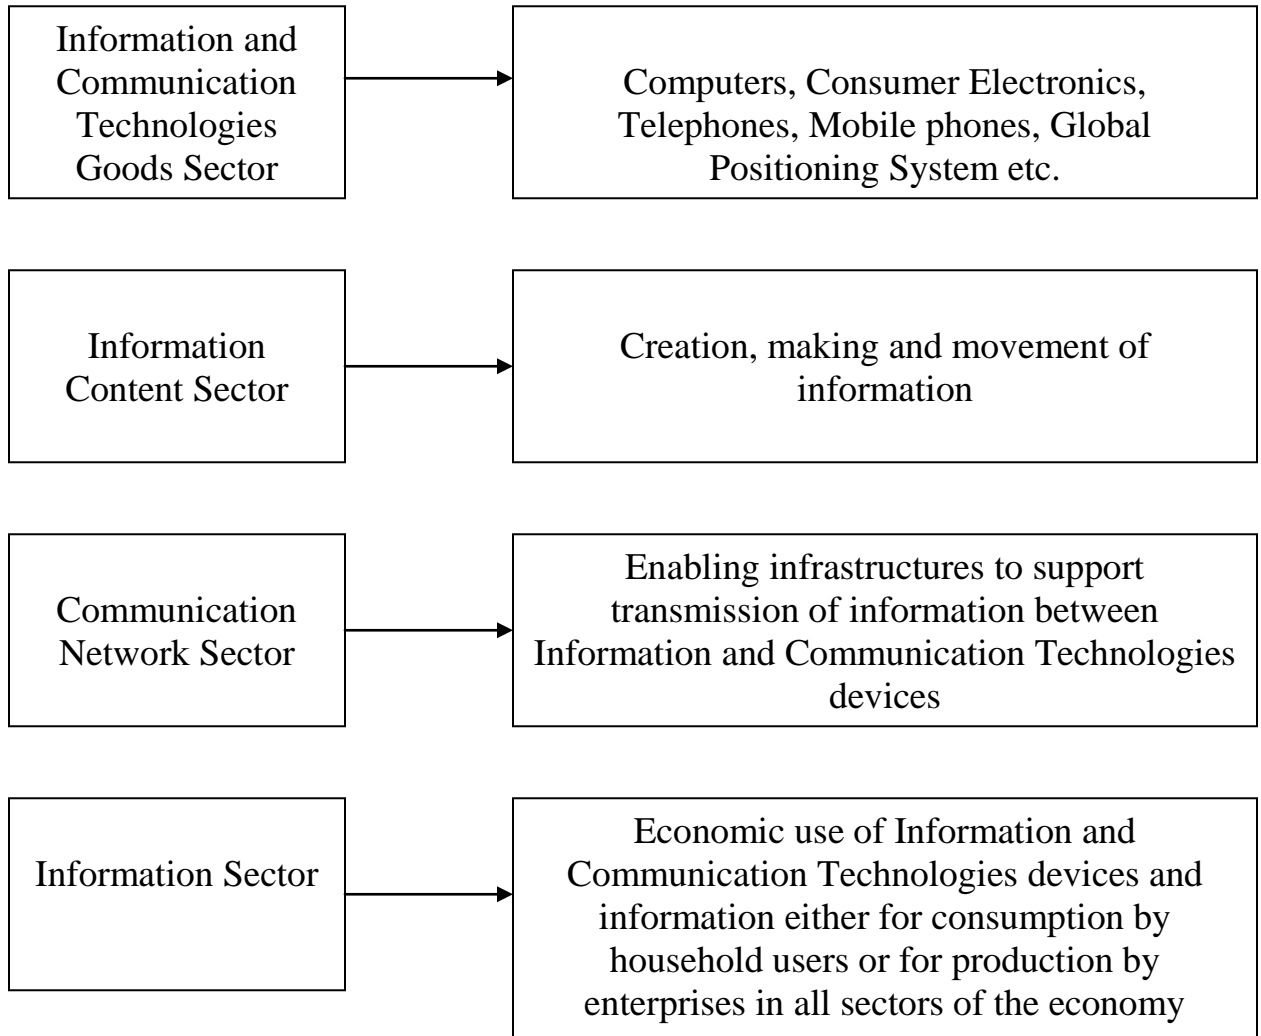 Information and
Communication
Technologies
Goods Sector
Computers, Consumer Electronics,
Telephones, Mobile phones, Global
Positioning System etc.
Information
Content Sector
Creation, making and movement of
information
Communication
Network Sector
Enabling infrastructures to support
transmission of information between
Information and Communication Technologies
devices
Information Sector
Economic use of Information and
Communication Technologies devices and
information either for consumption by
household users or for production by
enterprises in all sectors of the economy